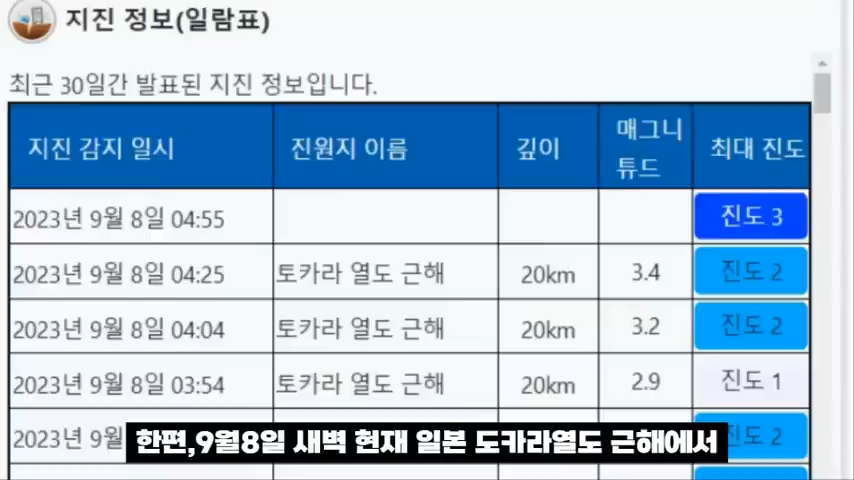 지진 정보(일람표)
최근 30일간 발표된 지진 정보입니다.
지진 감지 일시 진원지 이름 깊이 매그니튜드 최대 진도
2023년 9월 8일 04:55 진도 3
2023년 9월 8일 04:25 토카라 열도 근해 20km 3.4 진도 2
2023년 9월 8일 04:04 토카라 열도 근해 20km 3.2 진도 2
2023년 9월 8일 03:54 토카라 열도 근해 20km 2.9 진도 1
2023년 9월 진도 2
한편,9월8일 새벽 현재 일본 도카라열도 근해에서